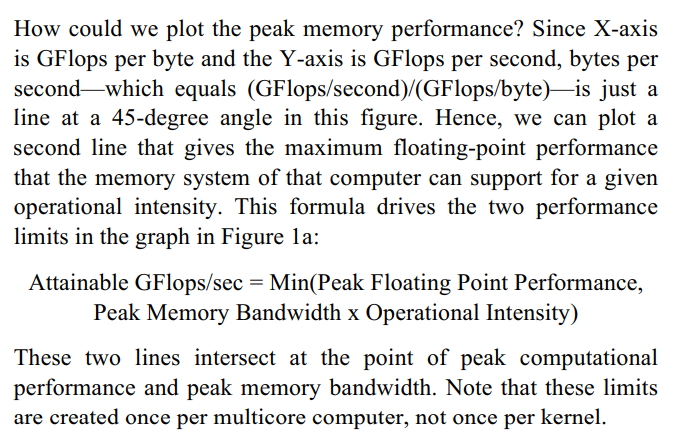 How could we plot the peak memory performance? Since X-axis
is GFlops per byte and the Y-axis is GFlops per second, bytes per
second—which equals (GFlops/second)/(GFlops/byte)—is just a
line at a 45-degree angle in this figure. Hence, we can plot a
second line that gives the maximum floating-point performance
that the memory system of that computer can support for a given
operational intensity. This formula drives the two performance
limits in the graph in Figure 1a:
Attainable GFlops/sec = Min(Peak Floating Point Performance,
Peak Memory Bandwidth x Operational Intensity)
These two lines intersect at the point of peak computational
performance and peak memory bandwidth. Note that these limits
are created once per multicore computer, not once per kernel.